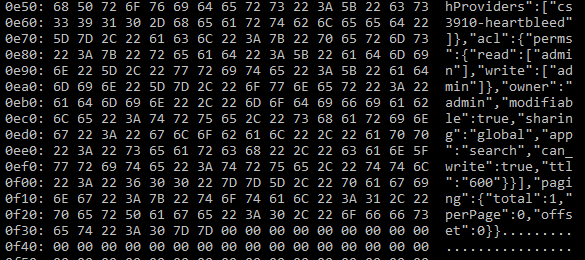 0e50: 68 50 72 6F 76 69 64 65 72 73 22 3A 5B 22 63 73 hProviders":["cs
0e60: 33 39 31 30 2D 68 65 61 72 74 62 6C 65 65 64 22 3910-heartbleed"
0e70: 5D 7D 2C 22 61 63 6C 22 3A 7B 22 70 65 72 6D 73 ]},"acl":{"perms
0e80: 22 3A 7B 22 72 65 61 64 22 3A 5B 22 61 64 6D 69 ":{"read":["admi
0e90: 6E 22 5D 2C 22 77 72 69 74 65 22 3A 5B 22 61 64 n"],"write":["ad
0ea0: 6D 69 6E 22 5D 7D 2C 22 6F 77 6E 65 72 22 3A 22 min"]},"owner":"
0eb0: 61 64 6D 69 6E 22 2C 22 6D 6F 64 69 66 69 61 62 admin","modifiab
0ec0: 6C 65 22 3A 74 72 75 65 2C 22 73 68 61 72 69 6E le":true,"sharin
0ed0: 67 22 3A 22 67 6C 6F 62 61 6C 22 2C 22 61 70 70 g":"global","app
0ee0: 22 3A 22 73 65 61 72 63 68 22 2C 22 63 61 6E 5F ":"search","can_
0ef0: 77 72 69 74 65 22 3A 74 72 75 65 2C 22 74 74 6C write":true,"ttl
0f00: 22 3A 22 36 30 30 22 7D 7D 5D 2C 22 70 61 67 69 ":"600"}}],"pagi
0f10: 6E 67 22 3A 7B 22 74 6F 74 61 6C 22 3A 31 2C 22 ng":{"total":1,"
0f20: 70 65 72 50 61 67 65 22 3A 30 2C 22 6F 66 66 73 perPage":0,"offs
0f30: 65 74 22 3A 30 7D 7D 00 00 00 00 00 00 00 00 00 et":0}}.........
0f40: 00 00 00 00 00 00 00 00 00 00 00 00 00 00 00 00 ................